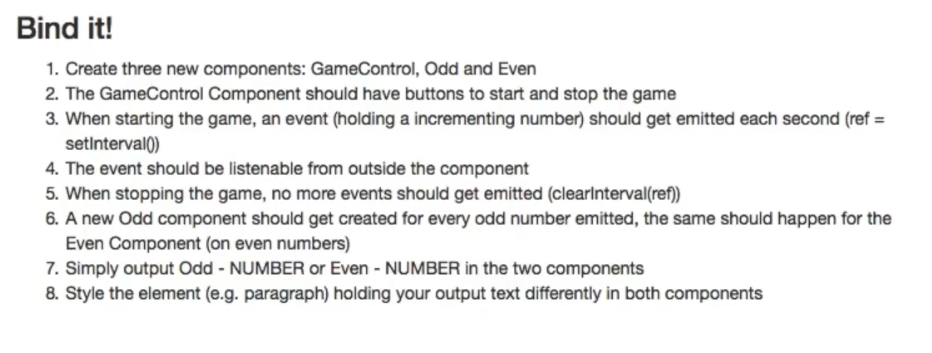 Bind it!
1. Create three new components: GameControl, Odd and Even
2. The GameControl Component should have buttons to start and stop the game
3. When starting the game, an event (holding a incrementing number) should get emitted each second (ref =
setInterval())
4. The event should be listenable from outside the component
5. When stopping the game, no more events should get emitted (clearInterval(ref))
6. A new Odd component should get created for every odd number emitted, the same should happen for the
Even Component (on even numbers)
7. Simply output Odd - NUMBER or Even - NUMBER in the two components
8. Style the element (e.g. paragraph) holding your output text differently in both components